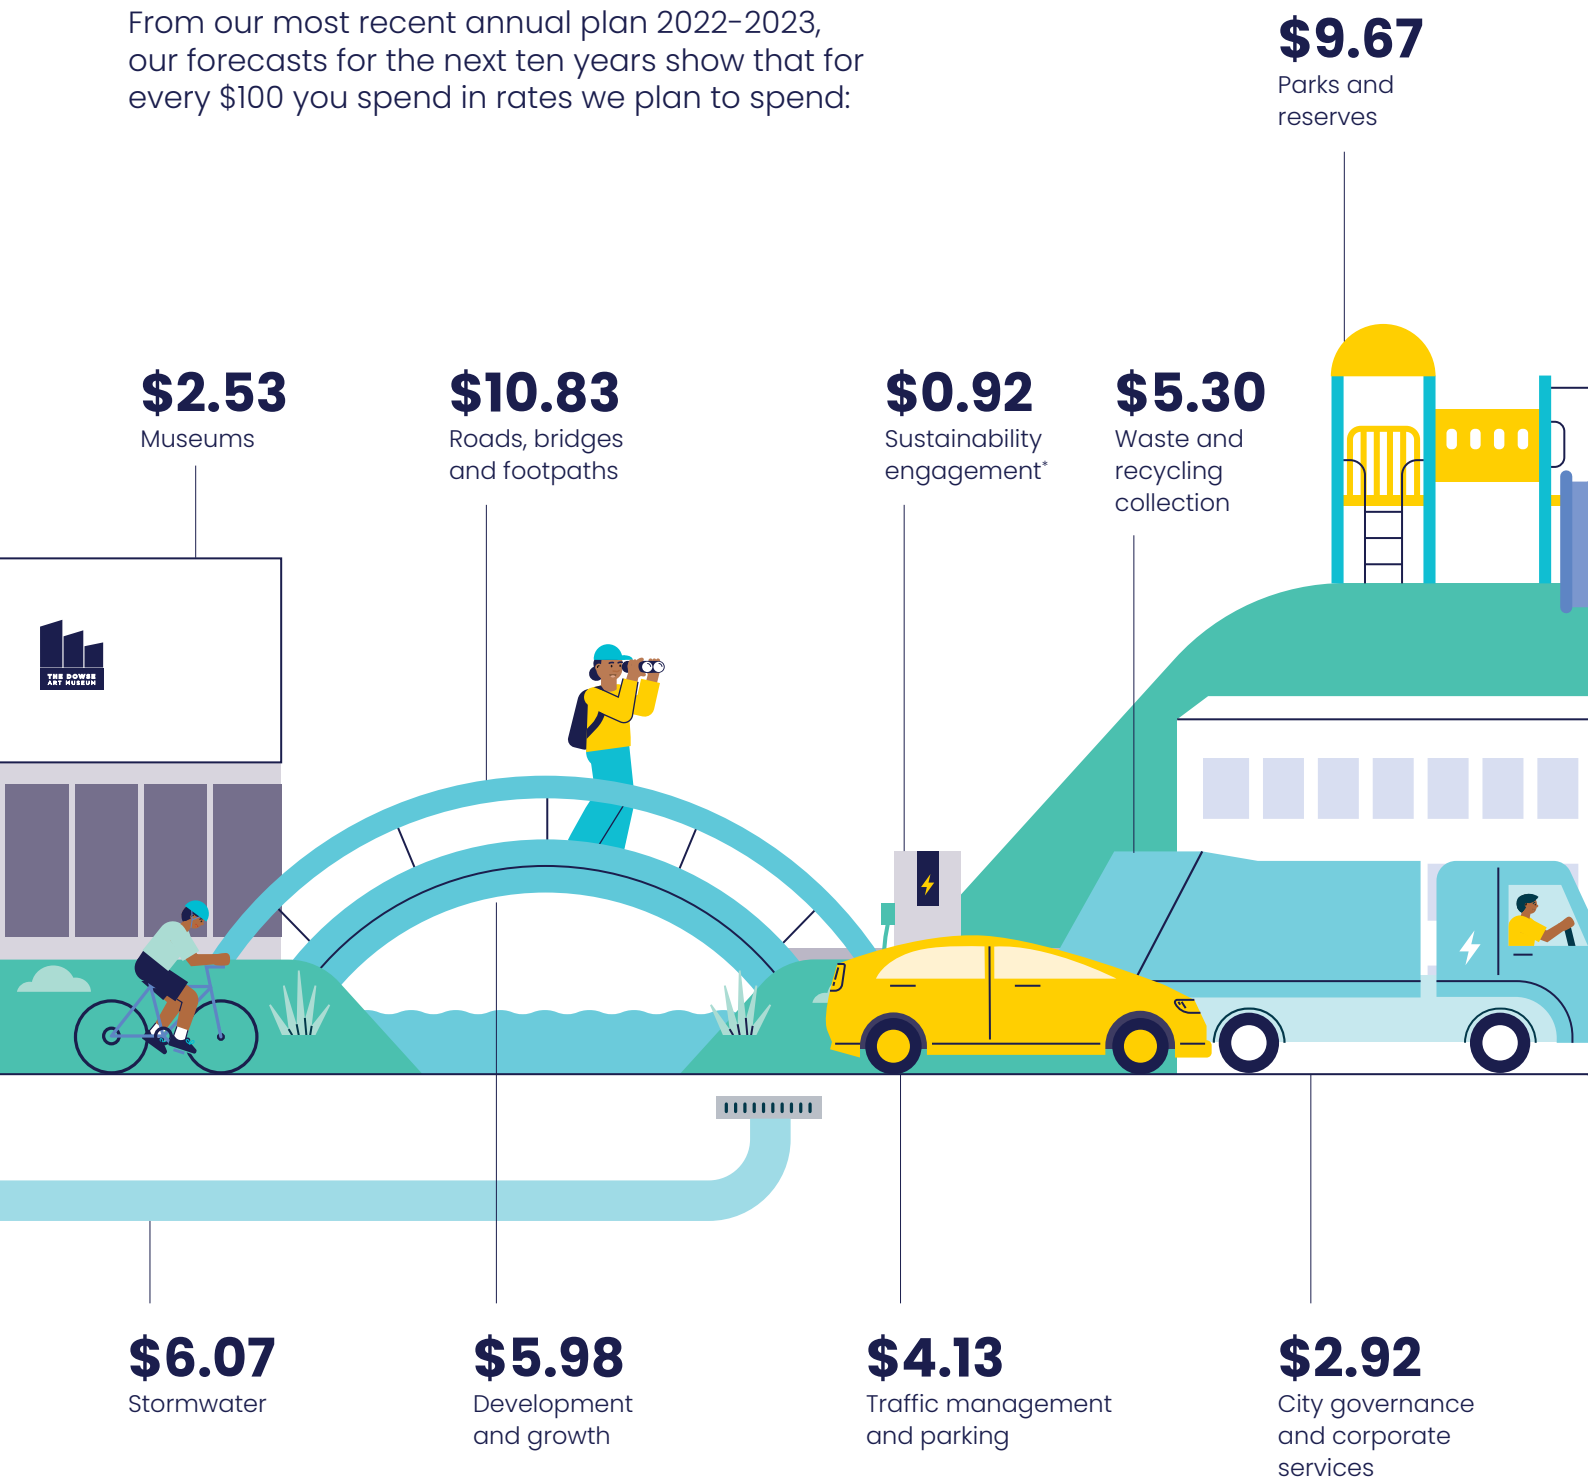 From our most recent annual plan 2022-2023,
our forecasts for the next ten years show that for
every $100 you spend in rates we plan to spend:
$9.67
Parks and
reserves
$2.53
Museums
$10.83
Roads, bridges
and footpaths
$0.92
Sustainability
engagement*
$5.30
Waste and
recycling
collection
THE DOWSE
ART MUSEUM
$6.07
Stormwater
$5.98
Development
and growth
$4.13
Traffic management
and parking
$2.92
City governance
and corporate
services